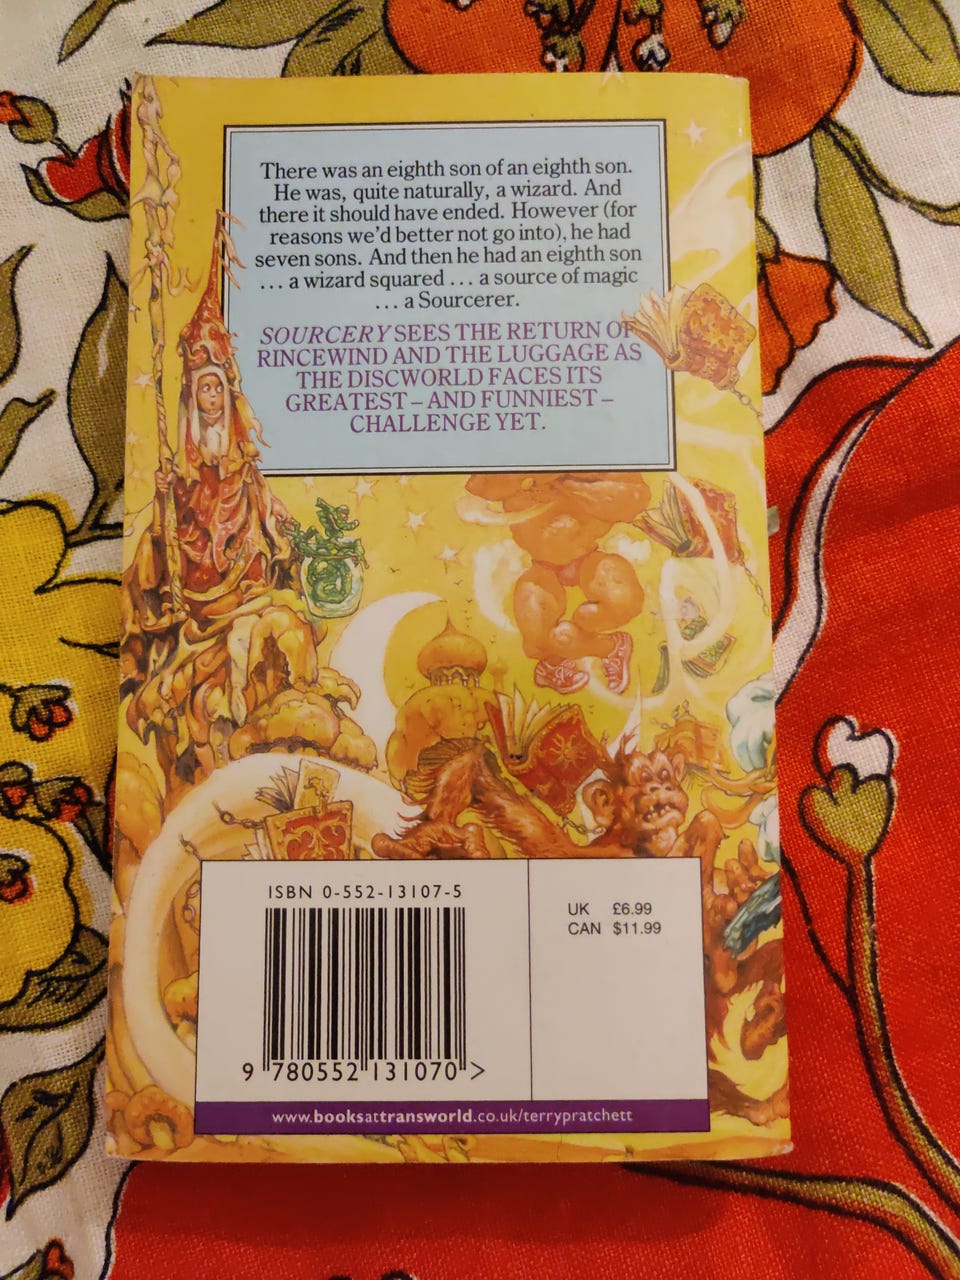 There was an eighth son of an eighth son.
He was, quite naturally, a wizard. And
there it should have ended. However (for
reasons we'd better not go into), he had
seven sons. And then he had an eighth son
... a wizard squared ... a source of magic
... a Sourcerer.
SOURCERY SEES THE RETURN OF
RINCEWIND AND THE LUGGAGE AS
THE DISCWORLD FACES ITS
GREATEST – AND FUNNIEST –
CHALLENGE YET.
ISBN 0-552-13107-5
9 780552 131070 >
UK £6.99
CAN $11.99
www.booksattransworld.co.uk/terrypratchett